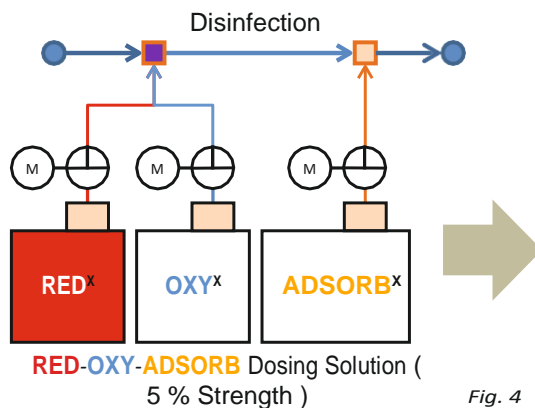 Disinfection
M M M
RED^X OXY^X ADSORB^X
RED-OXY-ADSORB Dosing Solution (
5 % Strength )
Fig. 4